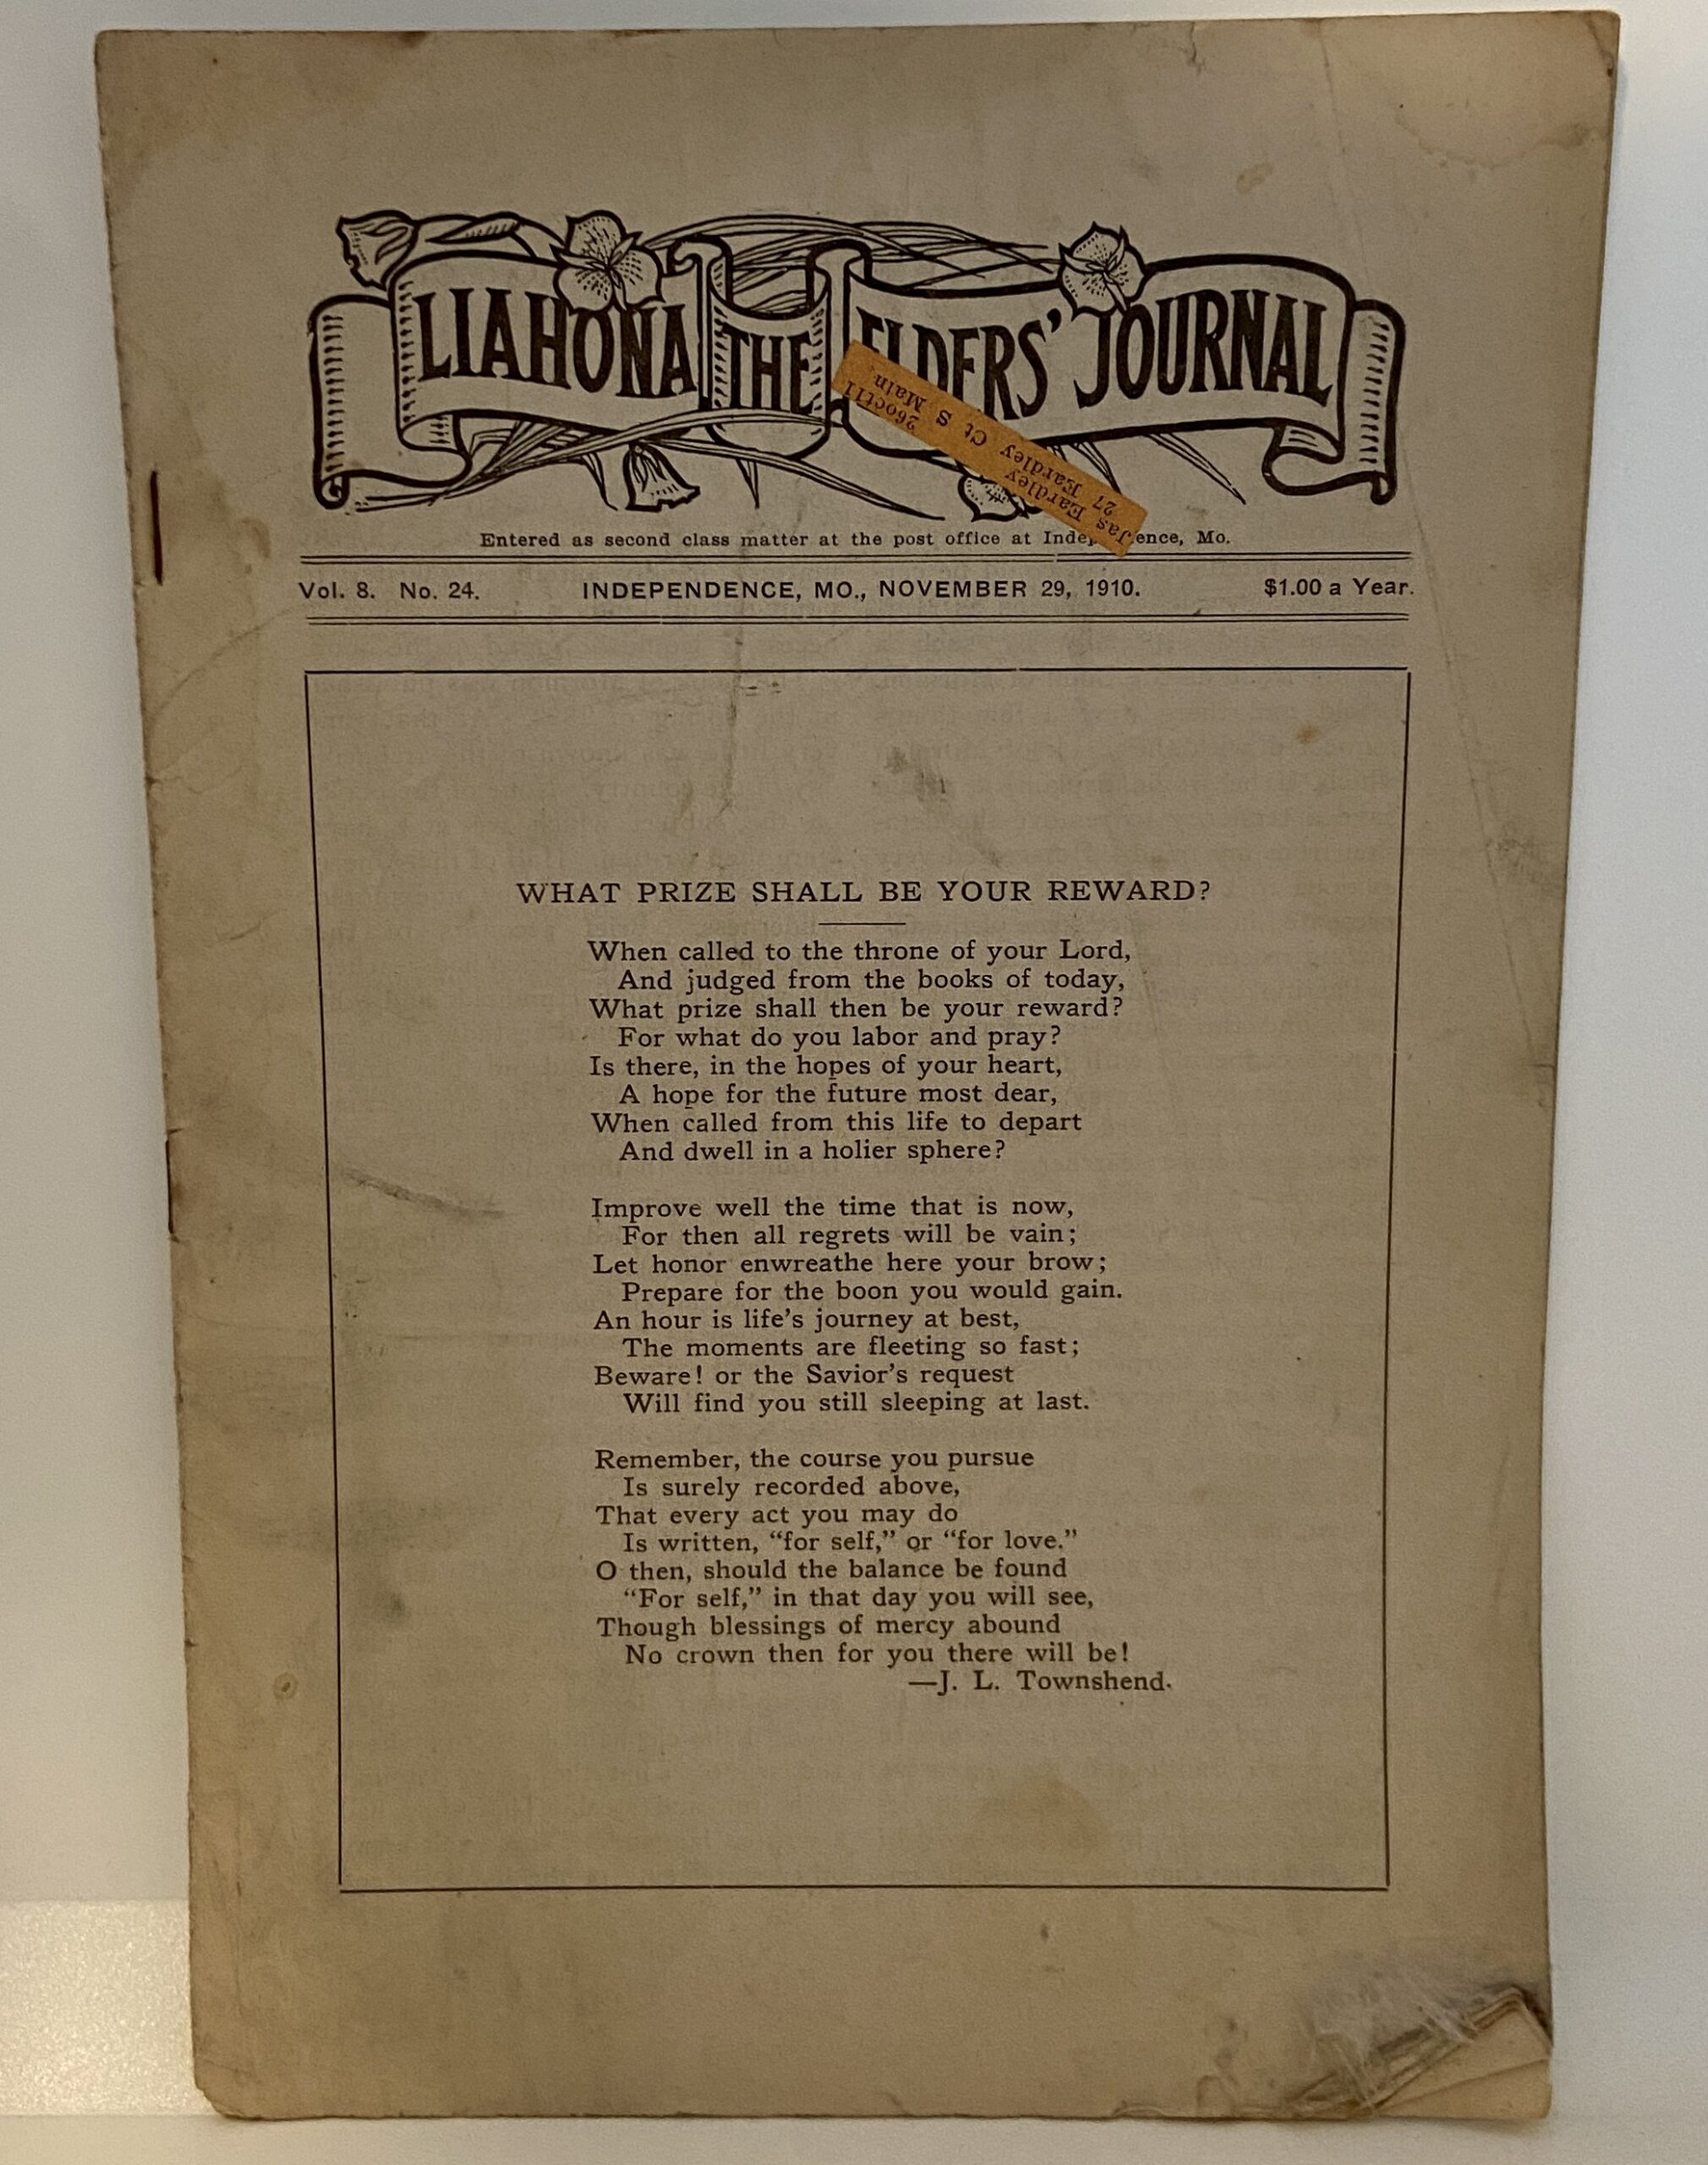 LIAHONA THE ELDERS' JOURNAL
Jas Eardley 26oct11
27 Eardley Ct S Main
Entered as second class matter at the post office at Indep ence, Mo.
Vol. 8. No. 24. INDEPENDENCE, MO., NOVEMBER 29, 1910. $1.00 a Year.
WHAT PRIZE SHALL BE YOUR REWARD?
When called to the throne of your Lord,
And judged from the books of today,
What prize shall then be your reward?
For what do you labor and pray?
Is there, in the hopes of your heart,
A hope for the future most dear,
When called from this life to depart
And dwell in a holier sphere?
Improve well the time that is now,
For then all regrets will be vain;
Let honor enwreathe here your brow;
Prepare for the boon you would gain.
An hour is life's journey at best,
The moments are fleeting so fast;
Beware! or the Savior's request
Will find you still sleeping at last.
Remember, the course you pursue
Is surely recorded above,
That every act you may do
Is written, “for self,” or “for love.”
O then, should the balance be found
“For self,” in that day you will see,
Though blessings of mercy abound
No crown then for you there will be!
—J. L. Townshend.